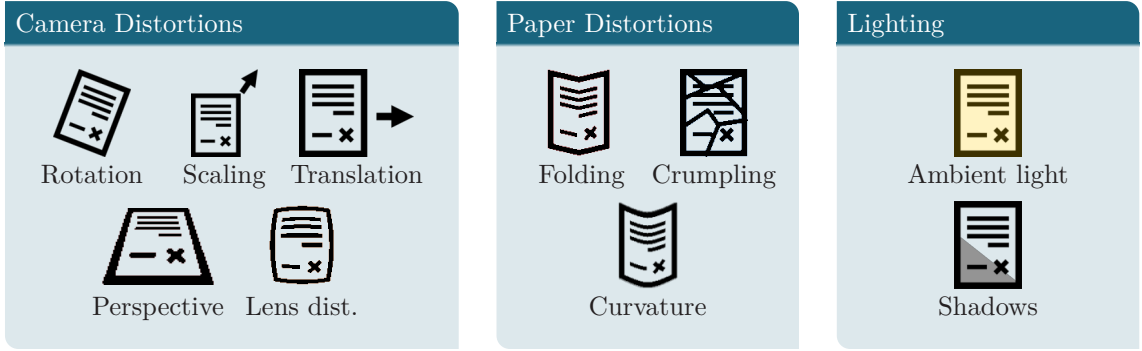 Camera Distortions
Rotation
Scaling
Translation
Perspective
Lens dist.
Paper Distortions
Folding
Crumpling
Curvature
Lighting
Ambient light
Shadows